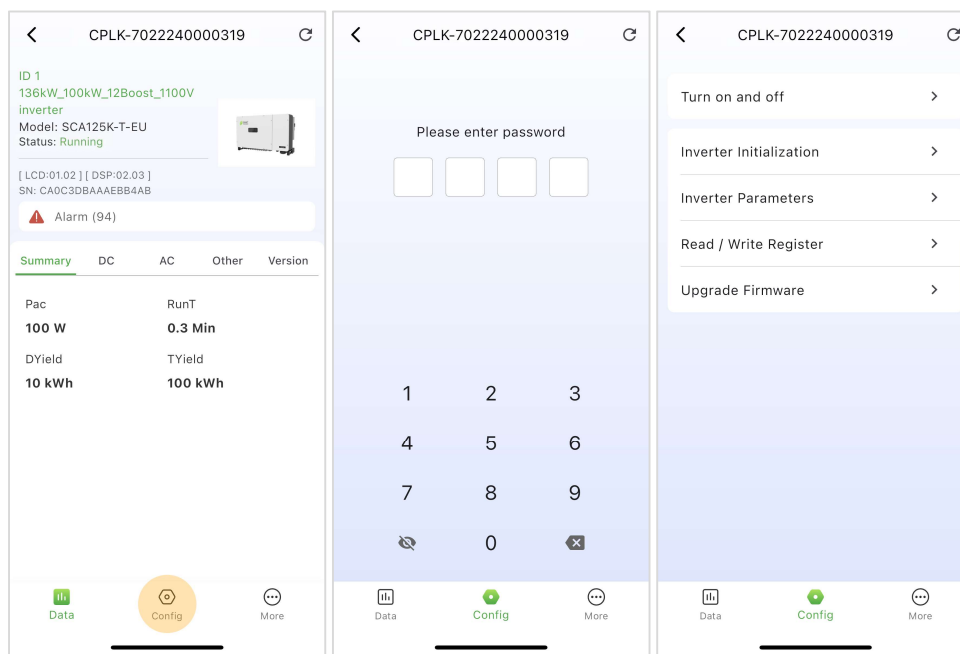 CPLK-7022240000319
ID 1
136kW_100kW_12Boost_1100V
inverter
Model: SCA125K-T-EU
Status: Running
[ LCD:01.02 ] [ DSP:02.03 ]
SN: CA0C3DBAAAEBB4AB
Alarm (94)
Summary DC AC Other Version
Pac RunT
100 W 0.3 Min
DYield TYield
10 kWh 100 kWh
Data Config More
CPLK-7022240000319
Please enter password
1 2 3
4 5 6
7 8 9
0
Data Config More
CPLK-7022240000319
Turn on and off
Inverter Initialization
Inverter Parameters
Read / Write Register
Upgrade Firmware
Data Config More